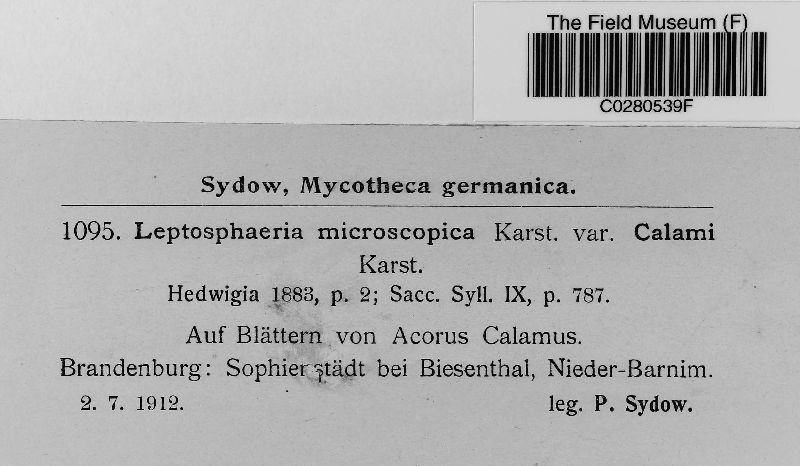 The Field Museum (F)
C0280539F
Sydow, Mycotheca germanica.
1095. Leptosphaeria microscopica Karst. var. Calami
Karst.
Hedwigia 1883, p. 2; Sacc. Syll. IX, p. 787.
Auf Blättern von Acorus Calamus.
Brandenburg: bei Biesenthal, Nieder-Barnim.
2. 7. 1912. leg. P. Sydow.